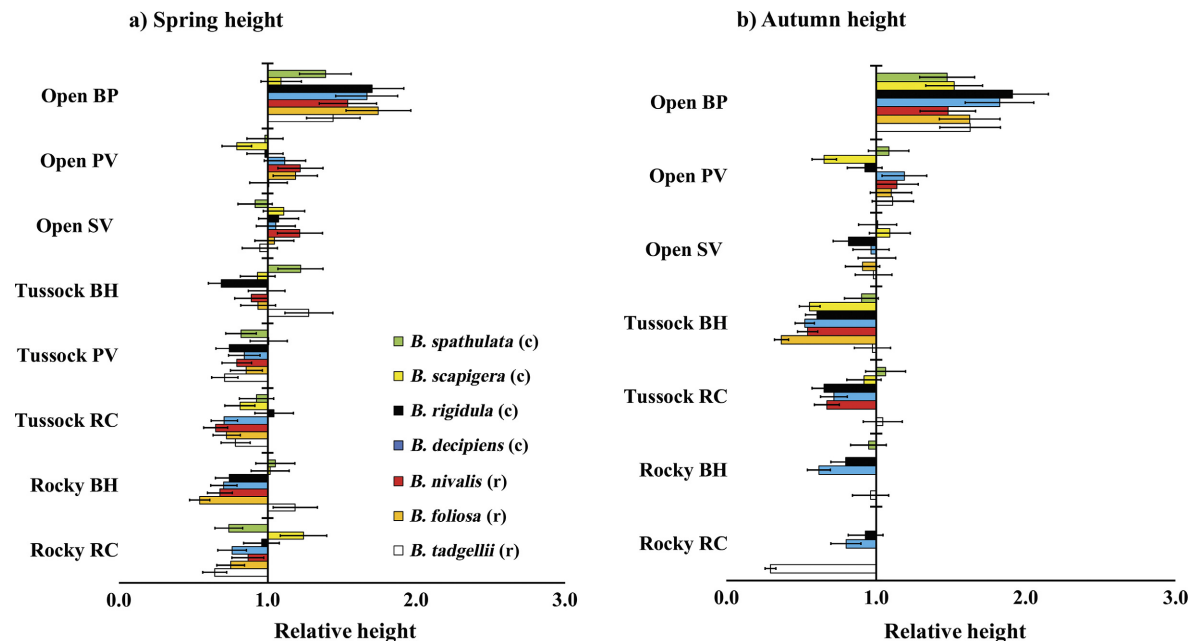 a) Spring height
Open BP
Open PV
Open SV
Tussock BH
Tussock PV
Tussock RC
Rocky BH
Rocky RC
B. spathulata (c)
B. scapigera (c)
B. rigidula (c)
B. decipiens (c)
B. nivalis (r)
B. foliosa (r)
B. tadgellii (r)
0.0 1.0 2.0 3.0
Relative height
b) Autumn height
Open BP
Open PV
Open SV
Tussock BH
Tussock RC
Rocky BH
Rocky RC
0.0 1.0 2.0 3.0
Relative height